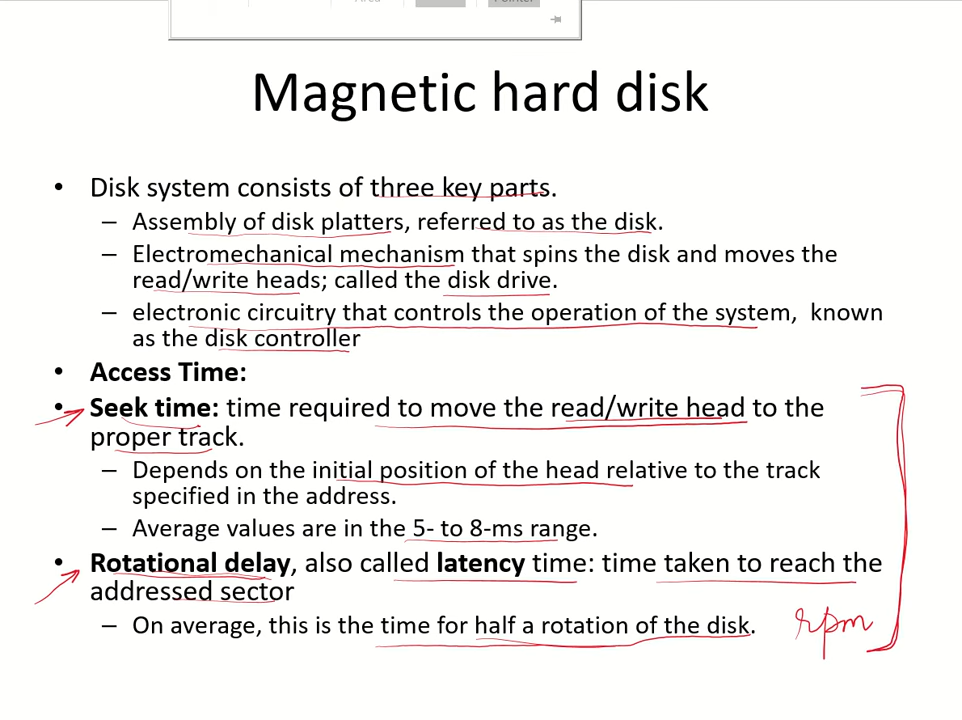 Area
Pointer
Magnetic hard disk
• Disk system consists of three key parts.
– Assembly of disk platters, referred to as the disk.
– Electromechanical mechanism that spins the disk and moves the
read/write heads; called the disk drive.
– electronic circuitry that controls the operation of the system, known
as the disk controller
• Access Time:
• Seek time: time required to move the read/write head to the
proper track.
– Depends on the initial position of the head relative to the track
specified in the address.
– Average values are in the 5- to 8-ms range.
• Rotational delay, also called latency time: time taken to reach the
addressed sector
– On average, this is the time for half a rotation of the disk.
rpm